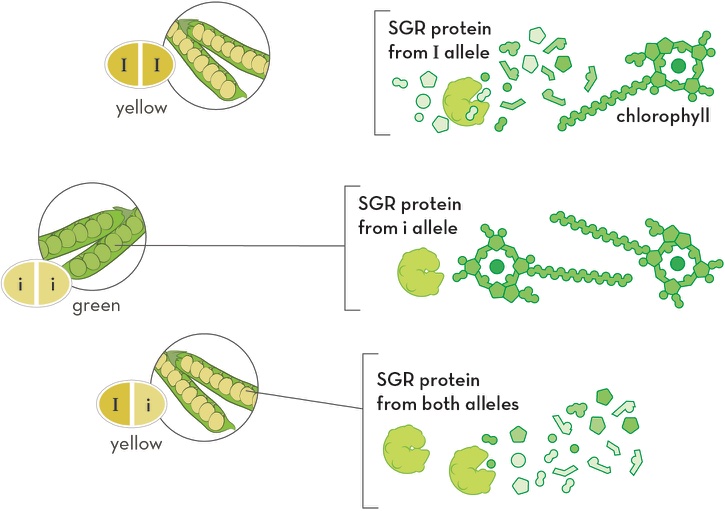 SGR protein
from I allele
I I
yellow
chlorophyll
SGR protein
from i allele
i i
green
SGR protein
from both alleles
I i
yellow